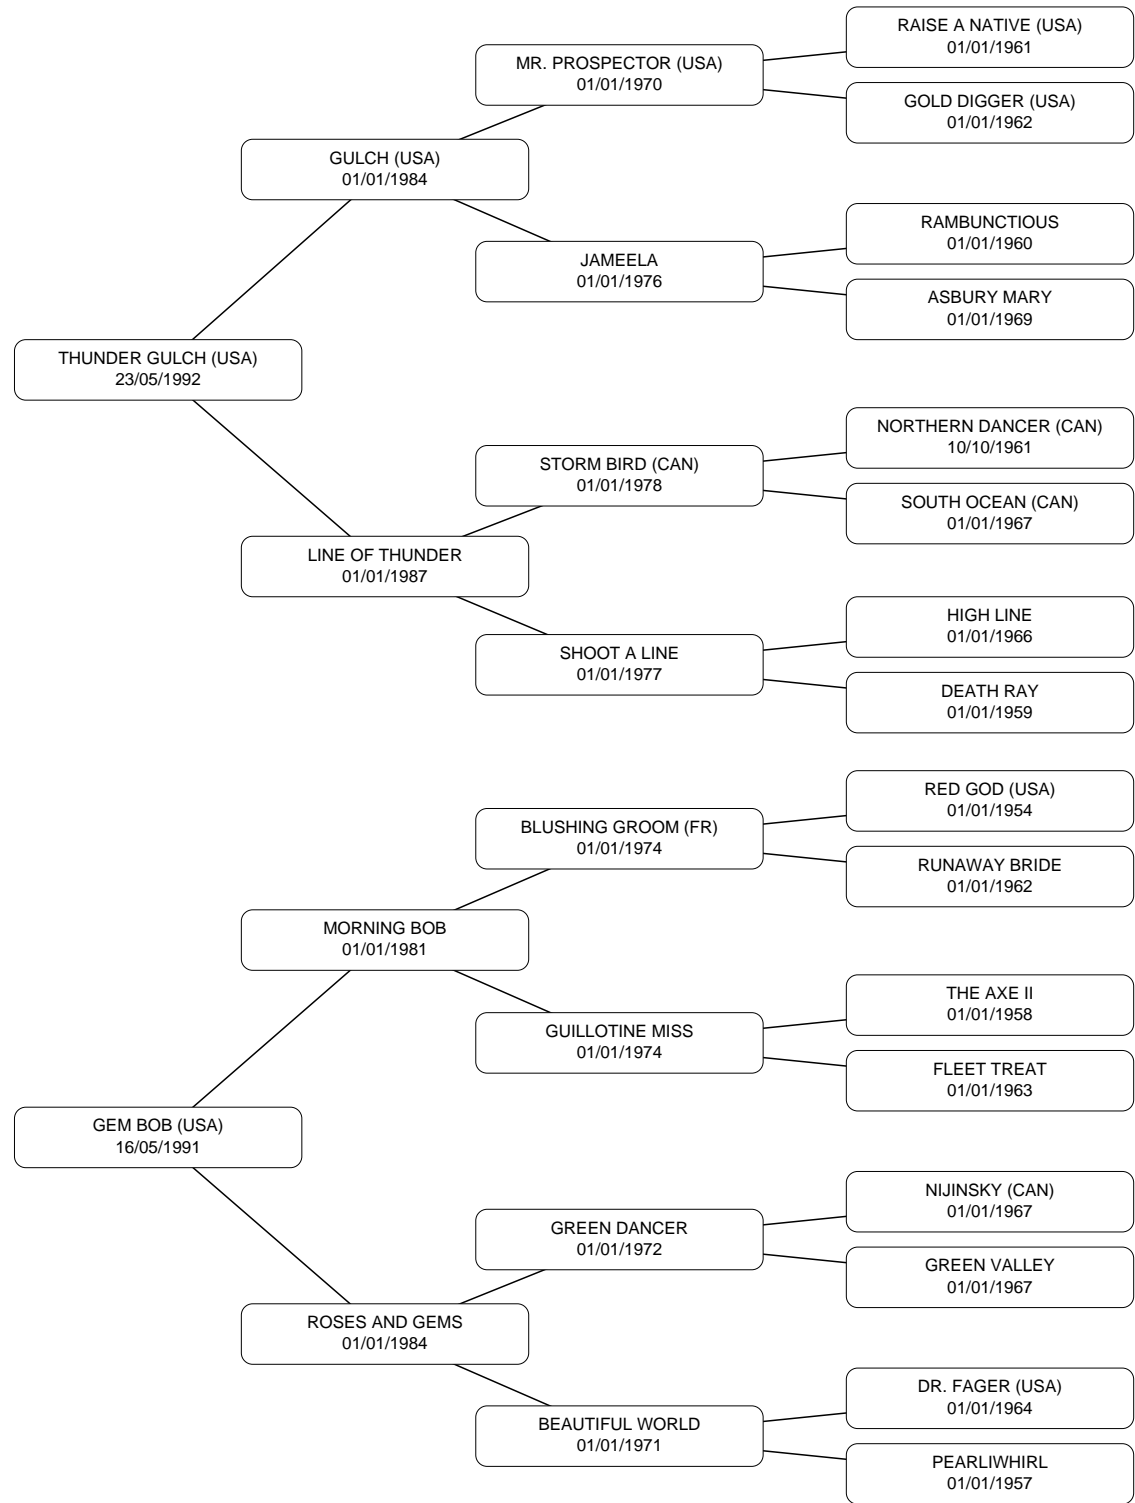 RAISE A NATIVE (USA)
01/01/1961
MR. PROSPECTOR (USA)
01/01/1970
GOLD DIGGER (USA)
01/01/1962
GULCH (USA)
01/01/1984
RAMBUNCTIOUS
01/01/1960
JAMEELA
01/01/1976
ASBURY MARY
01/01/1969
THUNDER GULCH (USA)
23/05/1992
NORTHERN DANCER (CAN)
10/10/1961
STORM BIRD (CAN)
01/01/1978
SOUTH OCEAN (CAN)
01/01/1967
LINE OF THUNDER
01/01/1987
HIGH LINE
01/01/1966
SHOOT A LINE
01/01/1977
DEATH RAY
01/01/1959
RED GOD (USA)
01/01/1954
BLUSHING GROOM (FR)
01/01/1974
RUNAWAY BRIDE
01/01/1962
MORNING BOB
01/01/1981
THE AXE II
01/01/1958
GUILLOTINE MISS
01/01/1974
FLEET TREAT
01/01/1963
GEM BOB (USA)
16/05/1991
NIJINSKY (CAN)
01/01/1967
GREEN DANCER
01/01/1972
GREEN VALLEY
01/01/1967
ROSES AND GEMS
01/01/1984
DR. FAGER (USA)
01/01/1964
BEAUTIFUL WORLD
01/01/1971
PEARLIWHIRL
01/01/1957